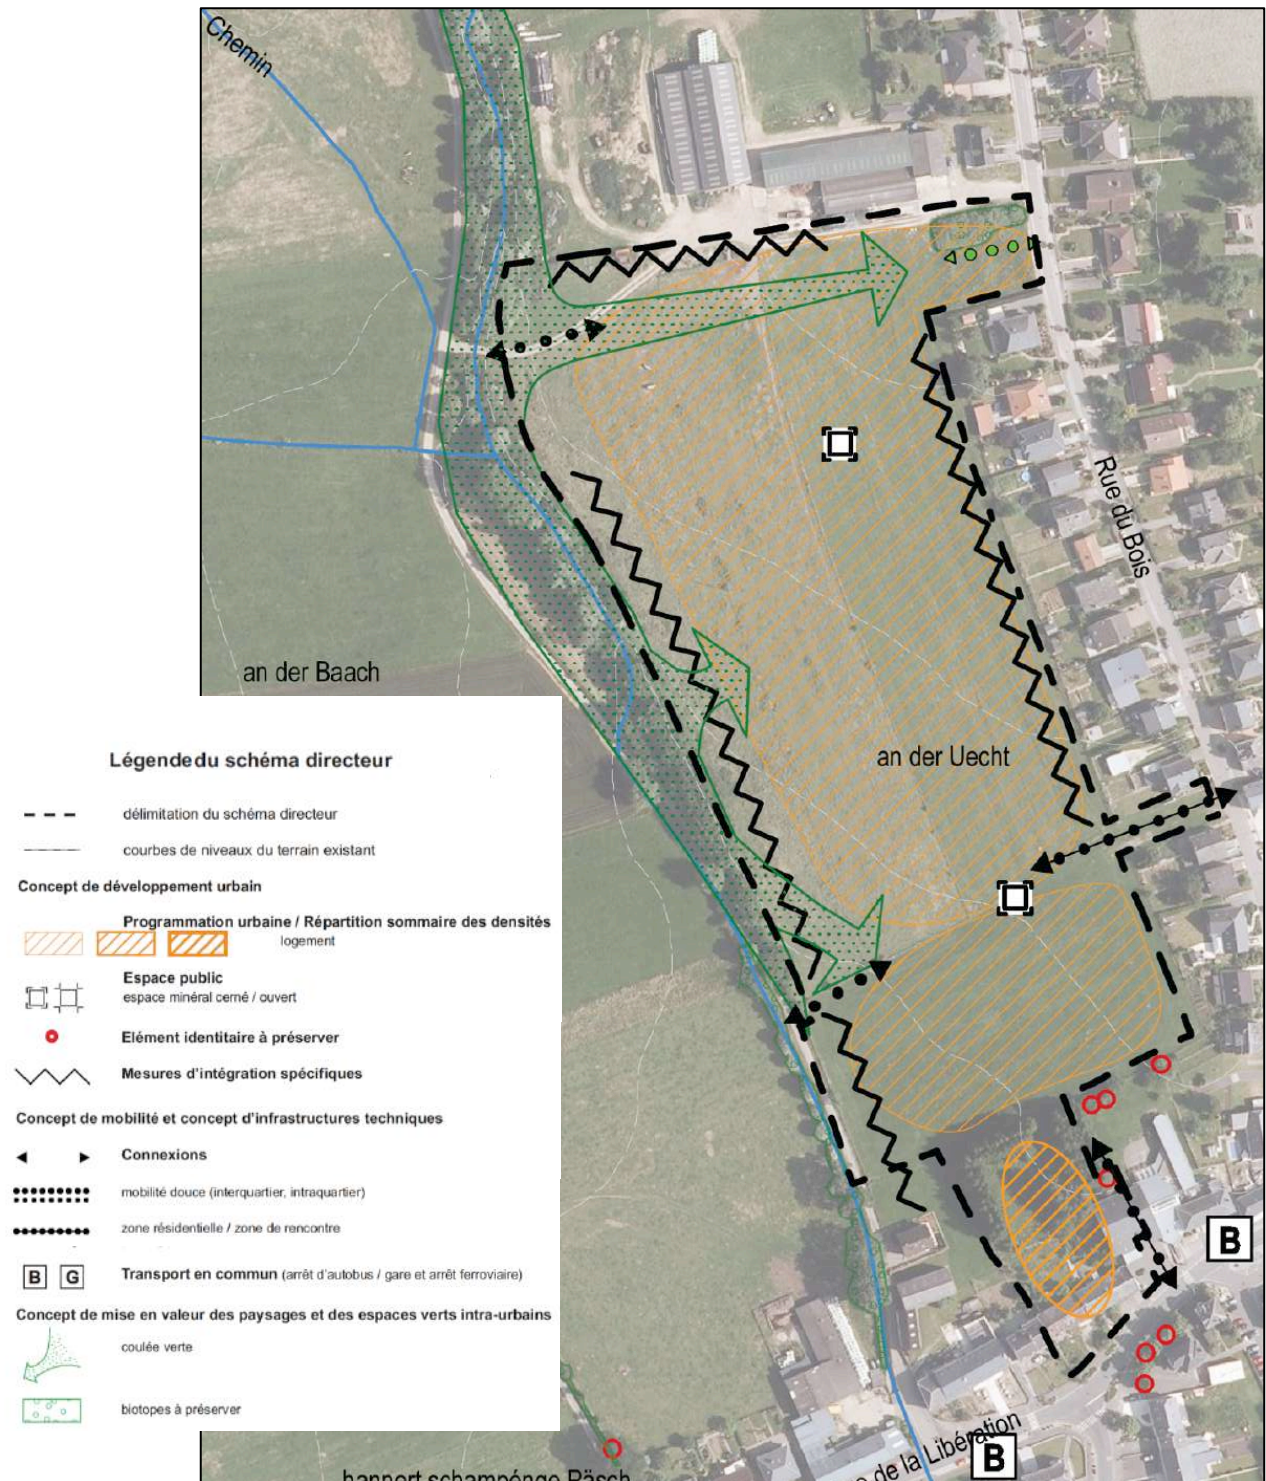 Chemin
Rue du Bois
an der Baach
an der Uecht
Légende du schéma directeur
délimitation du schéma directeur
courbes de niveaux du terrain existant
Concept de développement urbain
Programmation urbaine / Répartition sommaire des densités
logement
Espace public
espace minéral cerné / ouvert
Elément identitaire à préserver
Mesures d'intégration spécifiques
Concept de mobilité et concept d'infrastructures techniques
Connexions
mobilité douce (interquartier, intraquartier)
zone résidentielle / zone de rencontre
B G Transport en commun (arrêt d'autobus / gare et arrêt ferroviaire)
Concept de mise en valeur des paysages et des espaces verts intra-urbains
coulée verte
biotopes à préserver
B
de la Libération
B
hannert schampénge Päsch